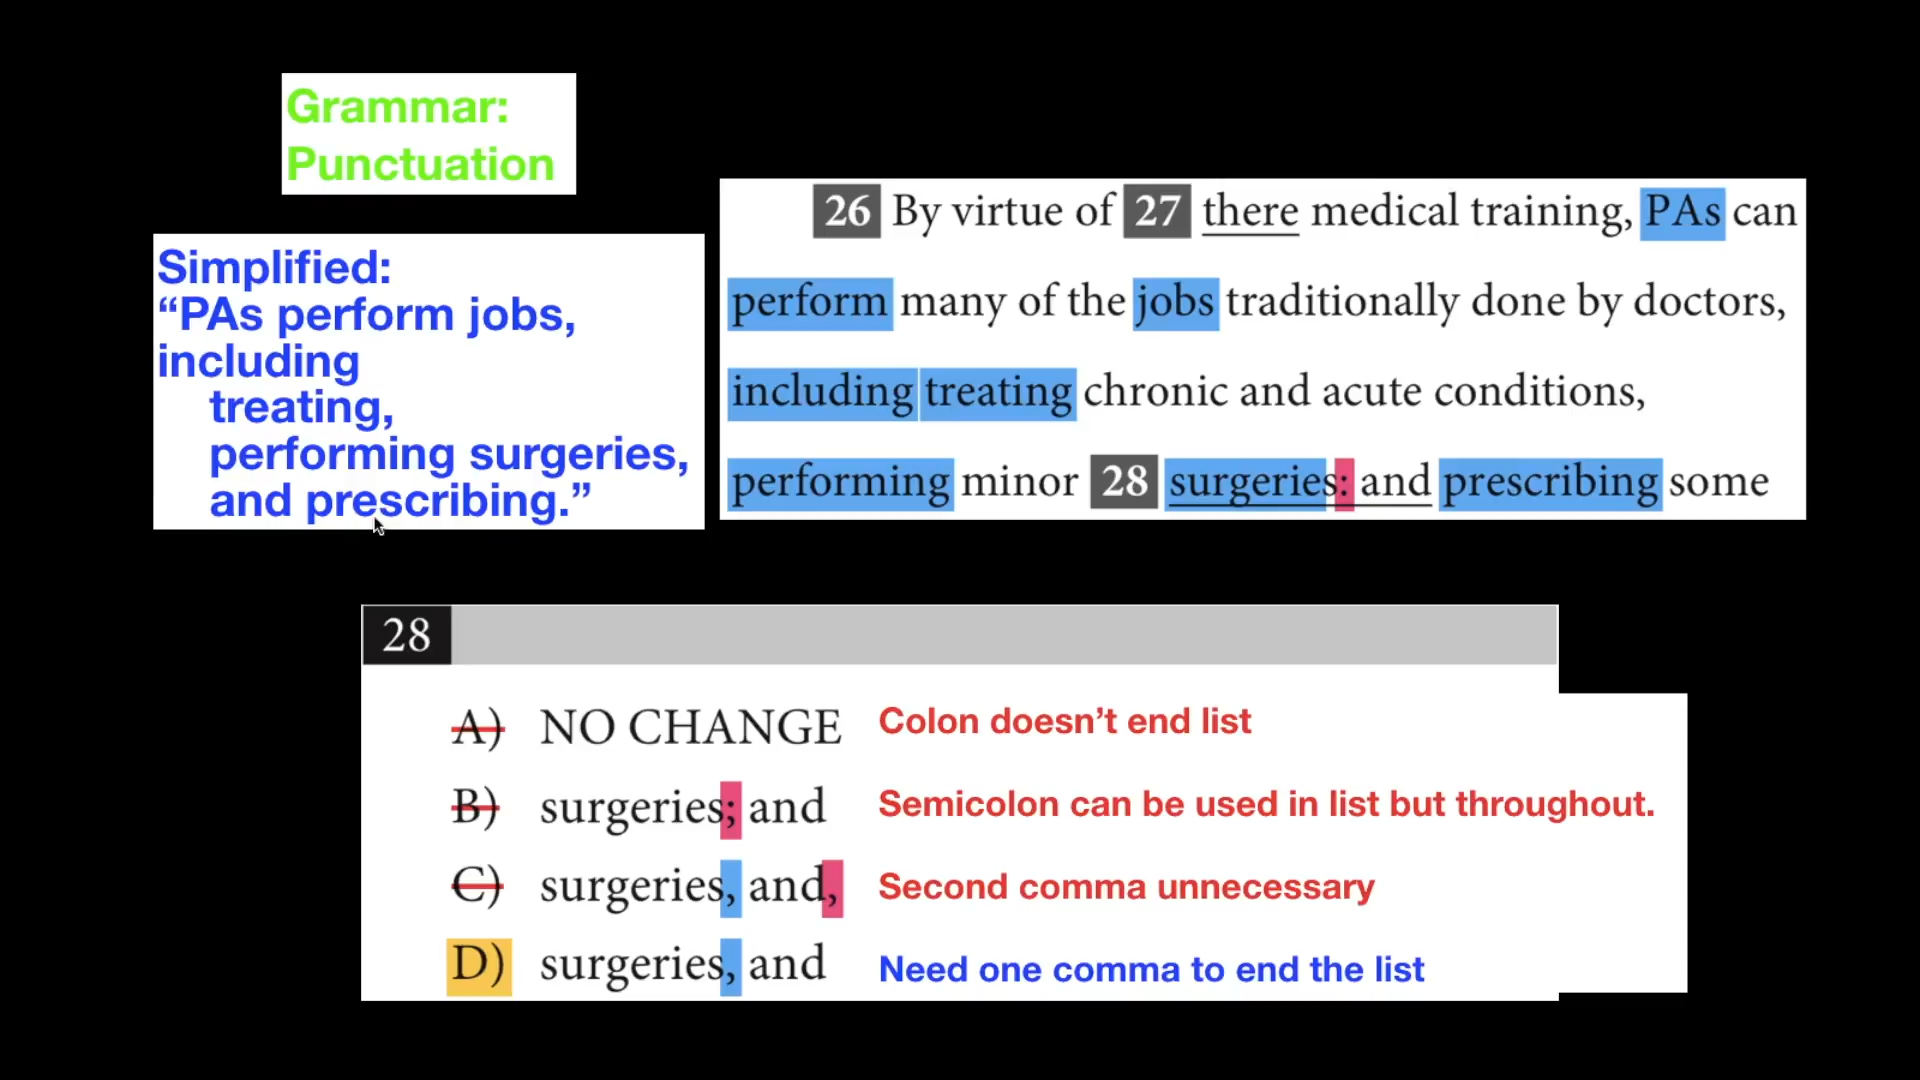 Grammar:
Punctuation
Simplified:
“PAs perform jobs,
including
treating,
performing surgeries,
and prescribing.”
26 By virtue of 27 there medical training, PAs can
perform many of the jobs traditionally done by doctors,
including treating chronic and acute conditions,
performing minor 28 surgeries: and prescribing some
28
A) NO CHANGE Colon doesn’t end list
B) surgeries; and Semicolon can be used in list but throughout.
C) surgeries, and, Second comma unnecessary
D) surgeries, and Need one comma to end the list